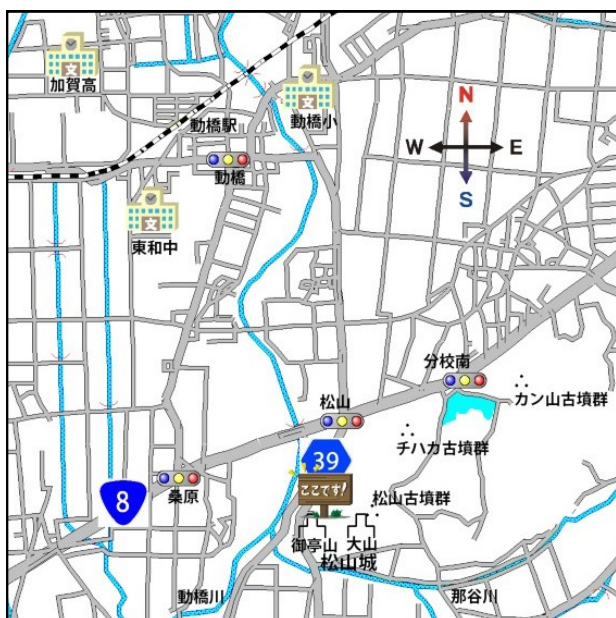 加賀高
文
動橋小
文
動橋駅
動橋
N
W E
S
文
東和中
分校南
カン山古墳群
松山
チハカ古墳群
39
ここです!
桑原
8
松山古墳群
御亭山
大山
松山城
動橋川
那谷川